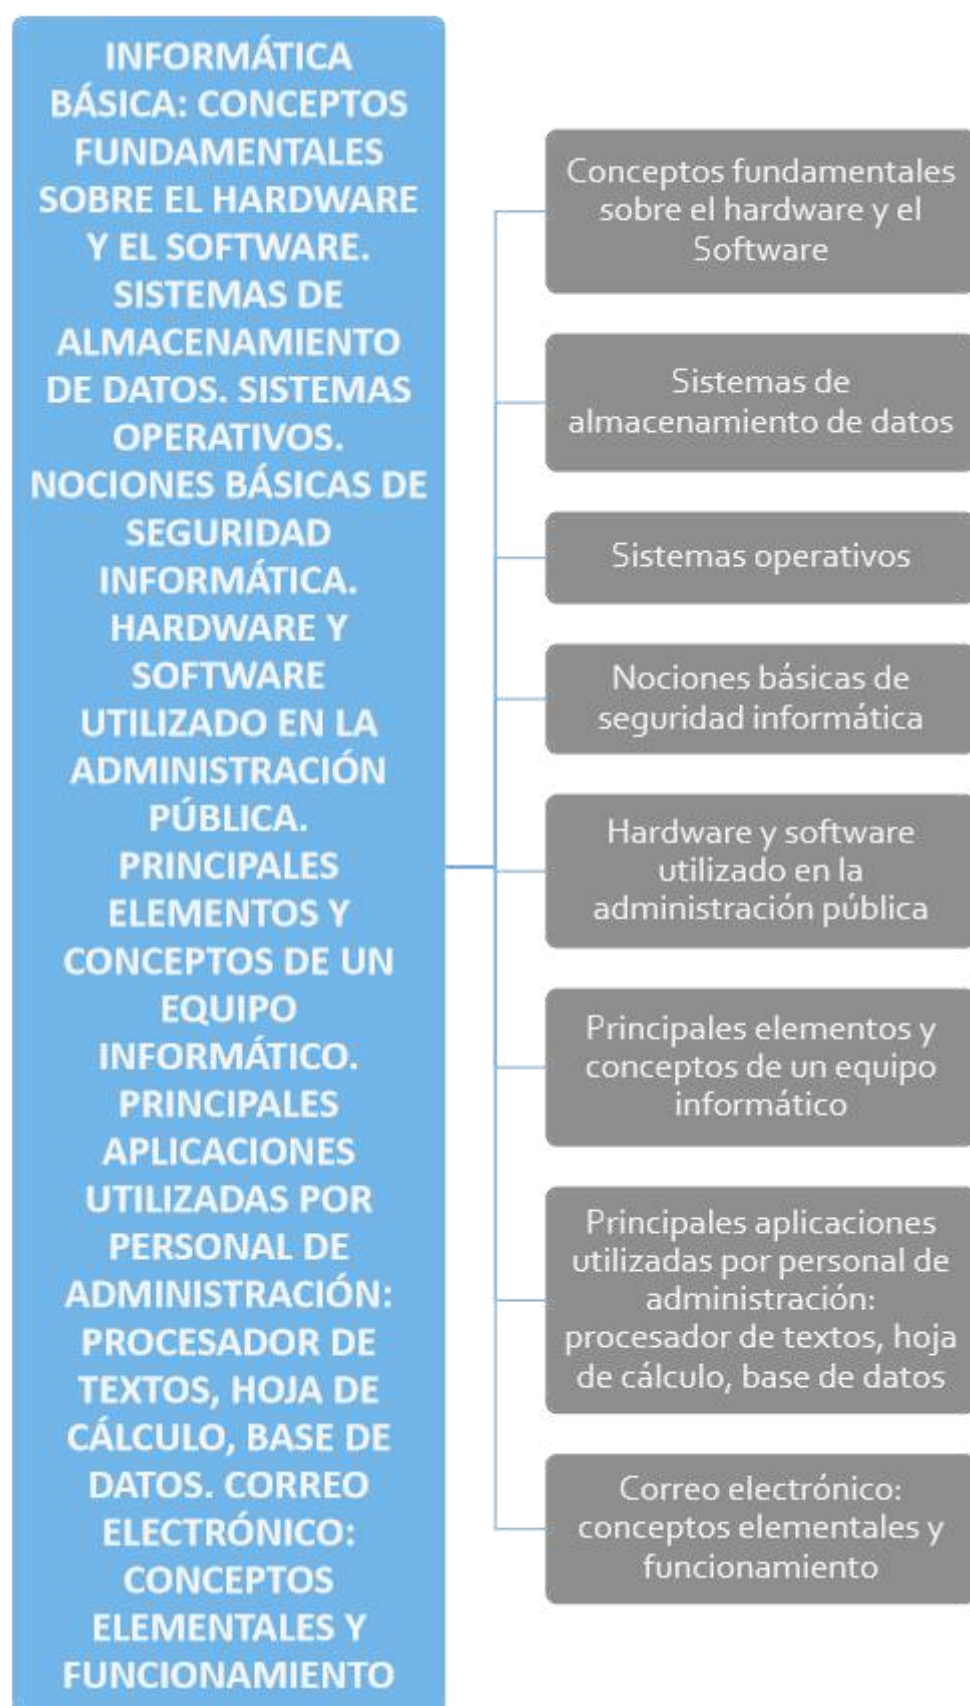 INFORMÁTICA
BÁSICA: CONCEPTOS
FUNDAMENTALES
SOBRE EL HARDWARE
Y EL SOFTWARE.
SISTEMAS DE
ALMACENAMIENTO
DE DATOS. SISTEMAS
OPERATIVOS.
NOCIONES BÁSICAS DE
SEGURIDAD
INFORMÁTICA.
HARDWARE Y
SOFTWARE
UTILIZADO EN LA
ADMINISTRACIÓN
PÚBLICA.
PRINCIPALES
ELEMENTOS Y
CONCEPTOS DE UN
EQUIPO
INFORMÁTICO.
PRINCIPALES
APLICACIONES
UTILIZADAS POR
PERSONAL DE
ADMINISTRACIÓN:
PROCESADOR DE
TEXTOS, HOJA DE
CÁLCULO, BASE DE
DATOS. CORREO
ELECTRÓNICO:
CONCEPTOS
ELEMENTALES Y
FUNCIONAMIENTO
Conceptos fundamentales
sobre el hardware y el
Software
Sistemas de
almacenamiento de datos
Sistemas operativos
Nociones básicas de
seguridad informática
Hardware y software
utilizado en la
administración pública
Principales elementos y
conceptos de un equipo
informático
Principales aplicaciones
utilizadas por personal de
administración:
procesador de textos, hoja
de cálculo, base de datos
Correo electrónico:
conceptos elementales y
funcionamiento